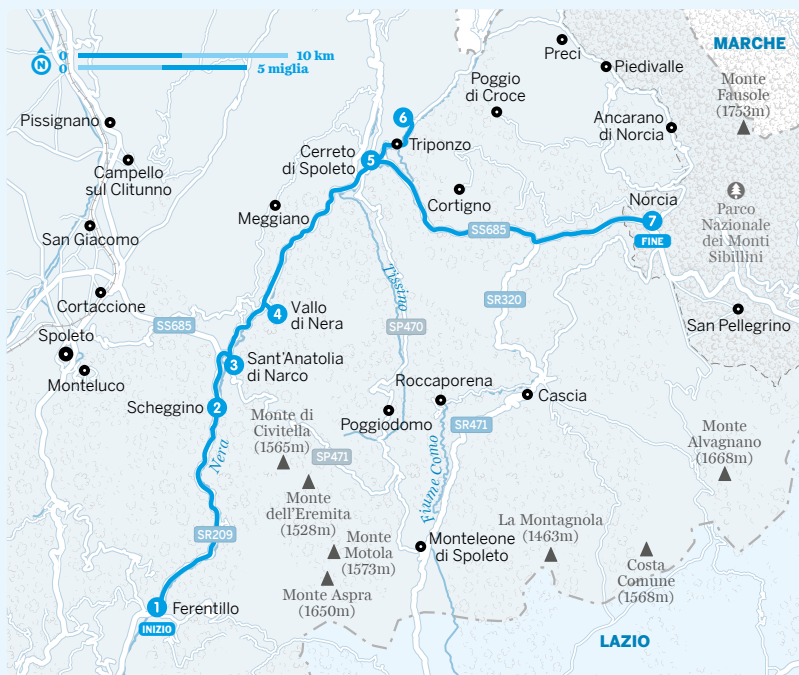 MARCHE
0
10 km
N
0
5 miglia
Preci
Piedivalle
Monte
Fausole
(1753m)
Poggio
di Croce
Pissignano
6
Ancarano
di Norcia
Triponzo
Cerreto
di Spoleto
5
Campello
sul Clitunno
Cortigno
Norcia
Parco
Nazionale
dei Monti
Sibillini
Meggiano
7
San Giacomo
SS685
FINE
Tissino
Cortaccione
SR320
Vallo
di Nera
4
San Pellegrino
SS685
SP470
Spoleto
Sant'Anatolia
di Narco
3
Monteluco
Roccaporena
Cascia
Scheggino
2
Monte di
Civitella
(1565m)
Poggiodomo
SR471
Monte
Alvagnano
(1668m)
Nera
SP471
Fiume Como
Monte
dell'Eremita
(1528m)
La Montagnola
(1463m)
SR209
Monte
Motola
(1573m)
Monteleone
di Spoleto
Costa
Comune
(1568m)
Monte Aspra
(1650m)
1
Ferentillo
INIZIO
LAZIO